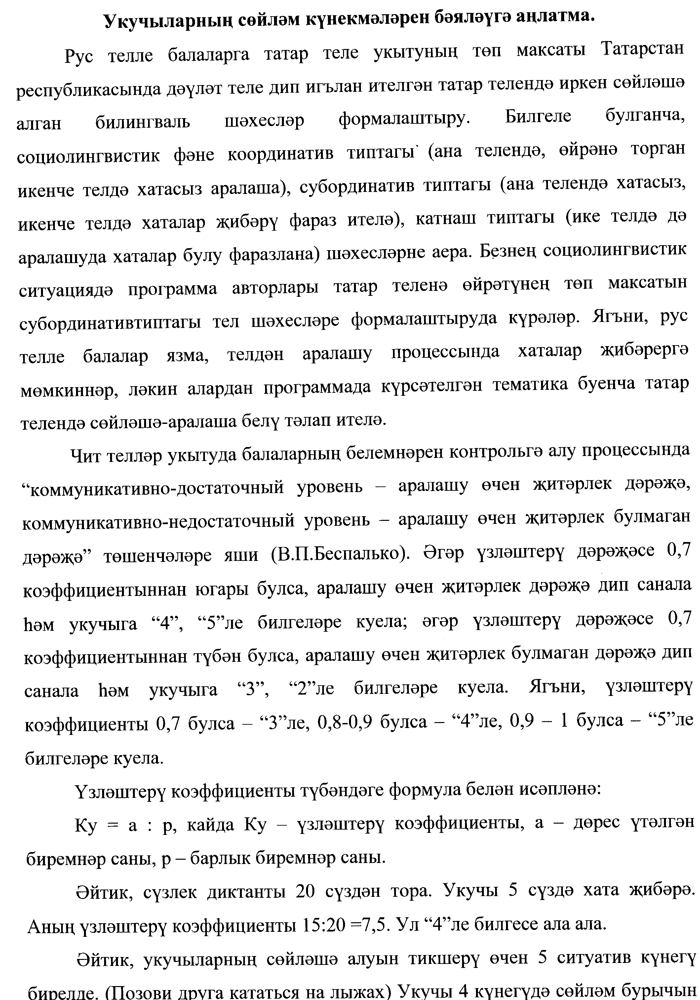 Укучыларның сөйләм күнекмәләрен бәяләүгә аңлатма.
Рус телле балаларга татар теле укытуның төп максаты Татарстан
республикасында дәүләт теле дип игълан ителгән татар телендә иркен сөйләшә
алган билингваль шәхесләр формалаштыру. Билгеле булганча,
социолингвистик фәне координатив типтагы (ана телендә, өйрәнә торган
икенче телдә хатасыз аралаша), субординатив типтагы (ана телендә хатасыз,
икенче телдә хаталар җибәрү фараз ителә), катнаш типтагы (ике телдә дә
аралашуда хаталар булу фаразлана) шәхесләрне аера. Безнең социолингвистик
ситуациядә программа авторлары татар теленә өйрәтүнең төп максатын
субординативтиптагы тел шәхесләре формалаштыруда күрәләр. Ягъни, рус
телле балалар язма, телдән аралашу процессында хаталар җибәрергә
мөмкиннәр, ләкин алардан программада күрсәтелгән тематика буенча татар
телендә сөйләшә-аралаша белү тәлап ителә.
Чит телләр укытуда балаларның белемнәрен контрольгә алу процессында
“коммуникативно-достаточный уровень – аралашу өчен җитәрлек дәрәҗә,
коммуникативно-недостаточный уровень – аралашу өчен җитәрлек булмаган
дәрәҗә” төшенчәләре яши (В.П.Беспалько). Әгәр үзләштерү дәрәҗәсе 0,7
коэффициентыннан югары булса, аралашу өчен җитәрлек дәрәҗә дип санала
һәм укучыга “4”, “5”ле билгеләре куела; әгәр үзләштерү дәрәҗәсе 0,7
коэффициентыннан түбән булса, аралашу өчен җитәрлек булмаган дәрәҗә дип
санала һәм укучыга “3”, “2”ле билгеләре куела. Ягъни, үзләштерү
коэффициенты 0,7 булса – “3”ле, 0,8-0,9 булса – “4”ле, 0,9 – 1 булса – “5”ле
билгеләре куела.
Үзләштерү коэффициенты түбәндәге формула белән исәпләнә:
Ку = а : р, кайда Ку – үзләштерү коэффициенты, а – дөрес үтәлгән
биремнәр саны, р – барлык биремнәр саны.
Әйтик, сүзлек диктанты 20 сүздән тора. Укучы 5 сүздә хата җибәрә.
Аның үзләштерү коэффициенты 15:20 =7,5. Ул “4”ле билгесе ала ала.
Әйтик, укучыларның сөйләшә алуын тикшерү өчен 5 ситуатив күнегү
бирелде. (Позови друга кататься на лыжах) Укучы 4 күнегүдә сөйләм бурычын